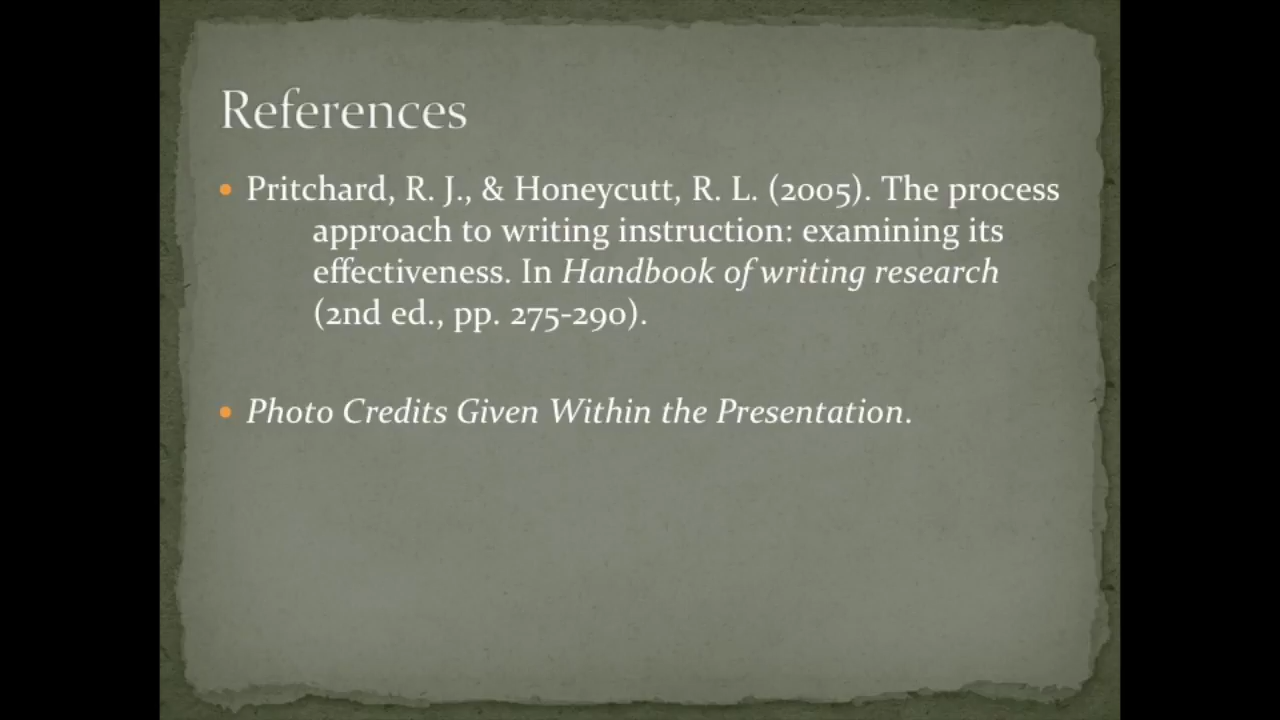 References
• Pritchard, R. J., & Honeycutt, R. L. (2005). The process
approach to writing instruction: examining its
effectiveness. In Handbook of writing research
(2nd ed., pp. 275-290).
• Photo Credits Given Within the Presentation.